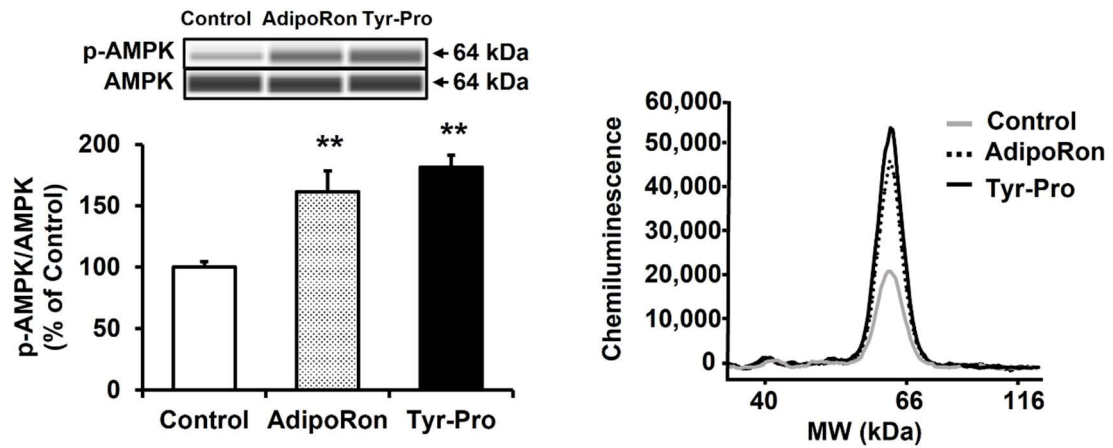 Control AdipoRon Tyr-Pro
p-AMPK ← 64 kDa
AMPK ← 64 kDa
p-AMPK/AMPK
(% of Control)
200
150
100
50
0
** **
Control AdipoRon Tyr-Pro
Chemiluminescence
60,000
50,000
40,000
30,000
20,000
10,000
0
40 66 116
MW (kDa)
Control
AdipoRon
Tyr-Pro